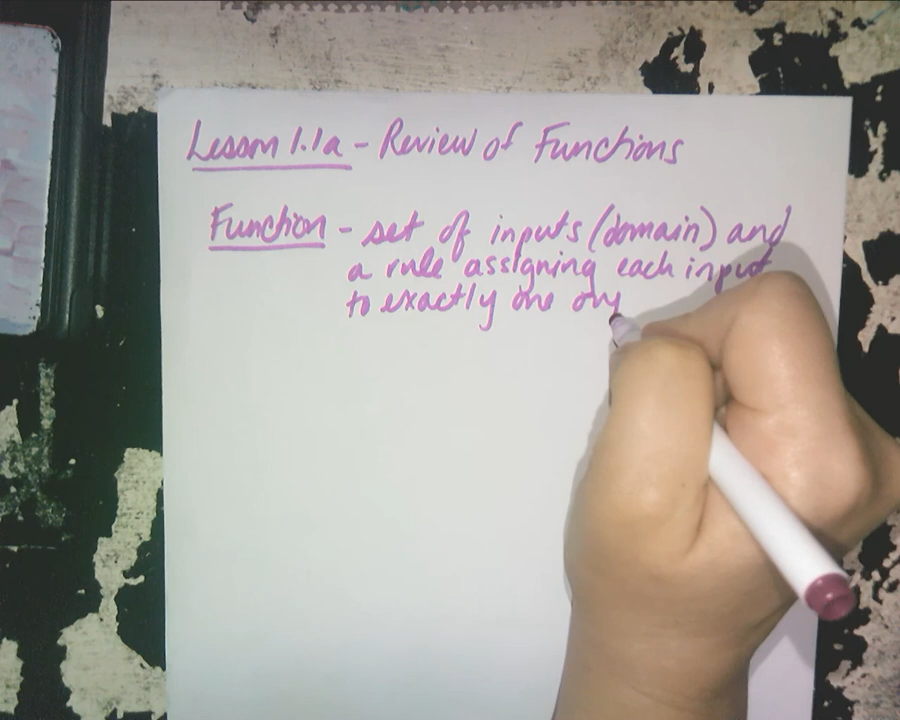 Lesson 1.1a - Review of Functions
Function - set of inputs (domain) and
a rule assigning each input
to exactly one